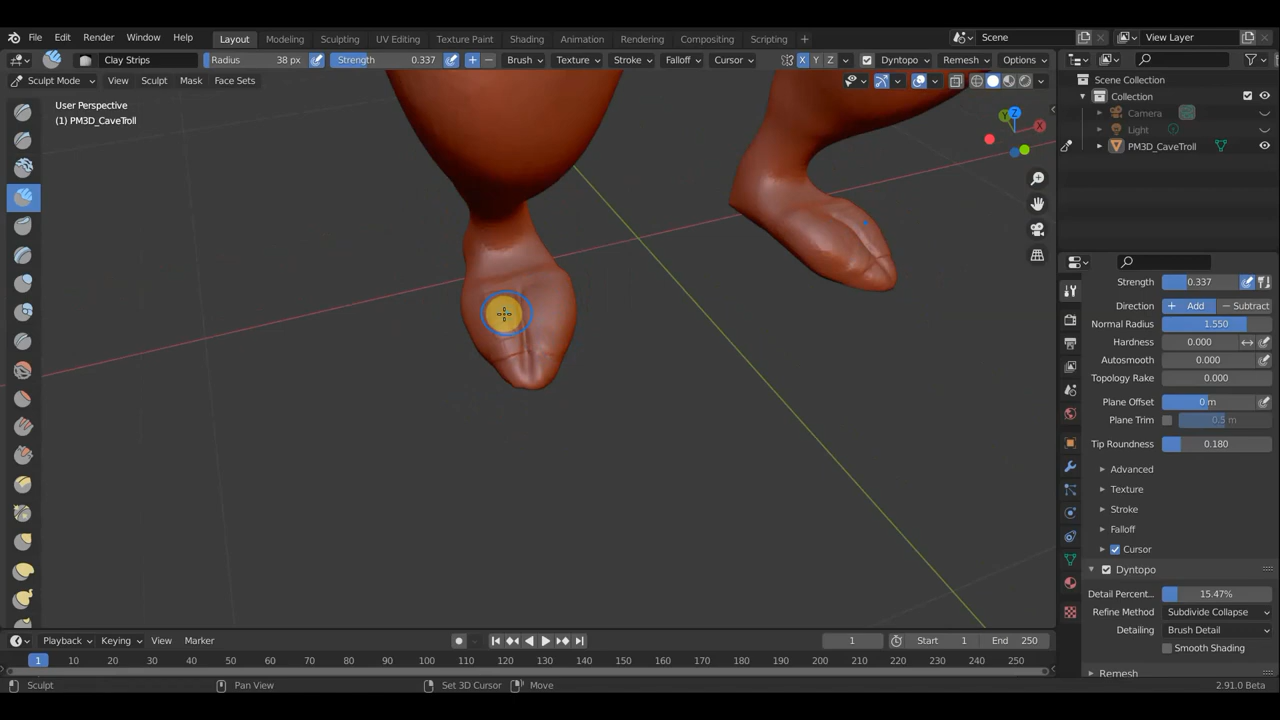 File Edit Render Window Help Layout Modeling Sculpting UV Editing Texture Paint Shading Animation Rendering Compositing Scripting + Scene View Layer
Clay Strips Radius 38 px Strength 0.337 + − Brush Texture Stroke Falloff Cursor X Y Z Dyntopo Remesh Options
Sculpt Mode View Sculpt Mask Face Sets
Scene Collection
User Perspective
(1) PM3D_CaveTroll
Collection
Camera
Light
PM3D_CaveTroll
Z
Y
X
Strength 0.337
Direction + Add − Subtract
Normal Radius 1.550
Hardness 0.000
Autosmooth 0.000
Topology Rake 0.000
Plane Offset 0 m
Plane Trim 0.5 m
Tip Roundness 0.180
Advanced
Texture
Stroke
Falloff
Cursor
Dyntopo
Detail Percent... 15.47%
Refine Method Subdivide Collapse
Detailing Brush Detail
Smooth Shading
Remesh
Playback Keying View Marker 1 Start 1 End 250
1 10 20 30 40 50 60 70 80 90 100 110 120 130 140 150 160 170 180 190 200 210 220 230 240 250
Sculpt Pan View Set 3D Cursor Move 2.91.0 Beta